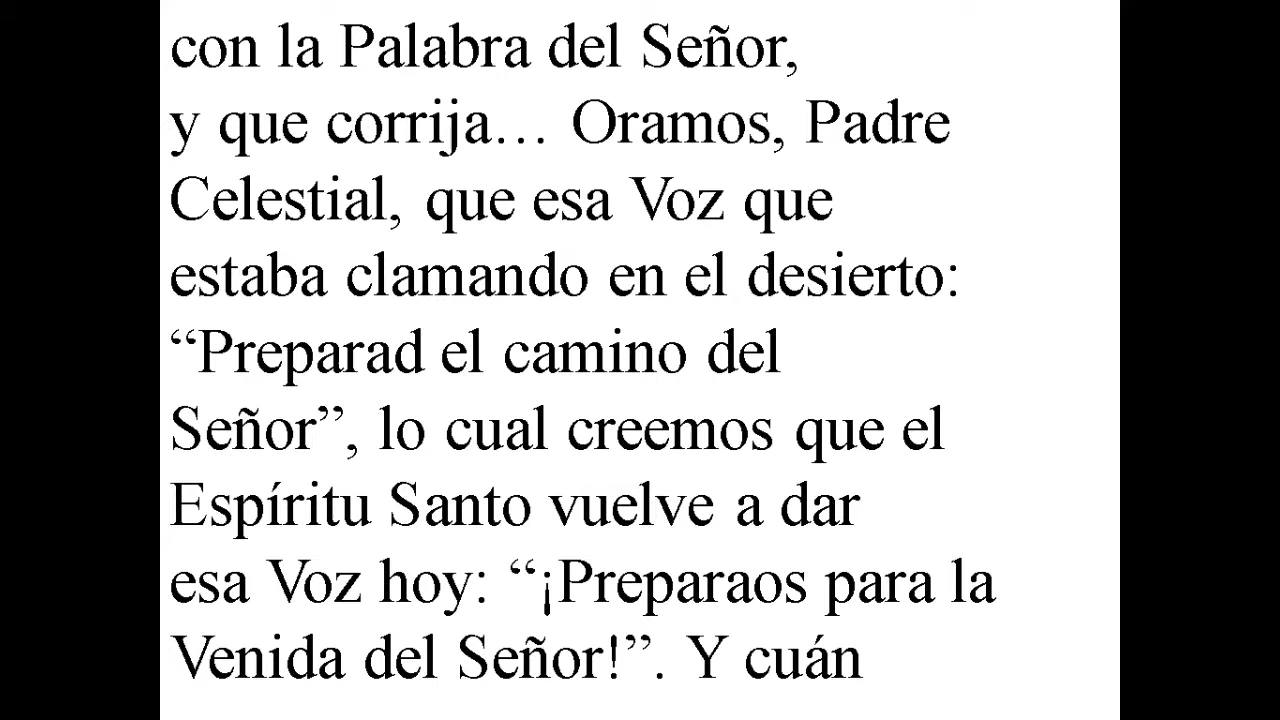 con la Palabra del Señor,
y que corrija… Oramos, Padre
Celestial, que esa Voz que
estaba clamando en el desierto:
“Preparad el camino del
Señor”, lo cual creemos que el
Espíritu Santo vuelve a dar
esa Voz hoy: “¡Preparaos para la
Venida del Señor!”. Y cuán